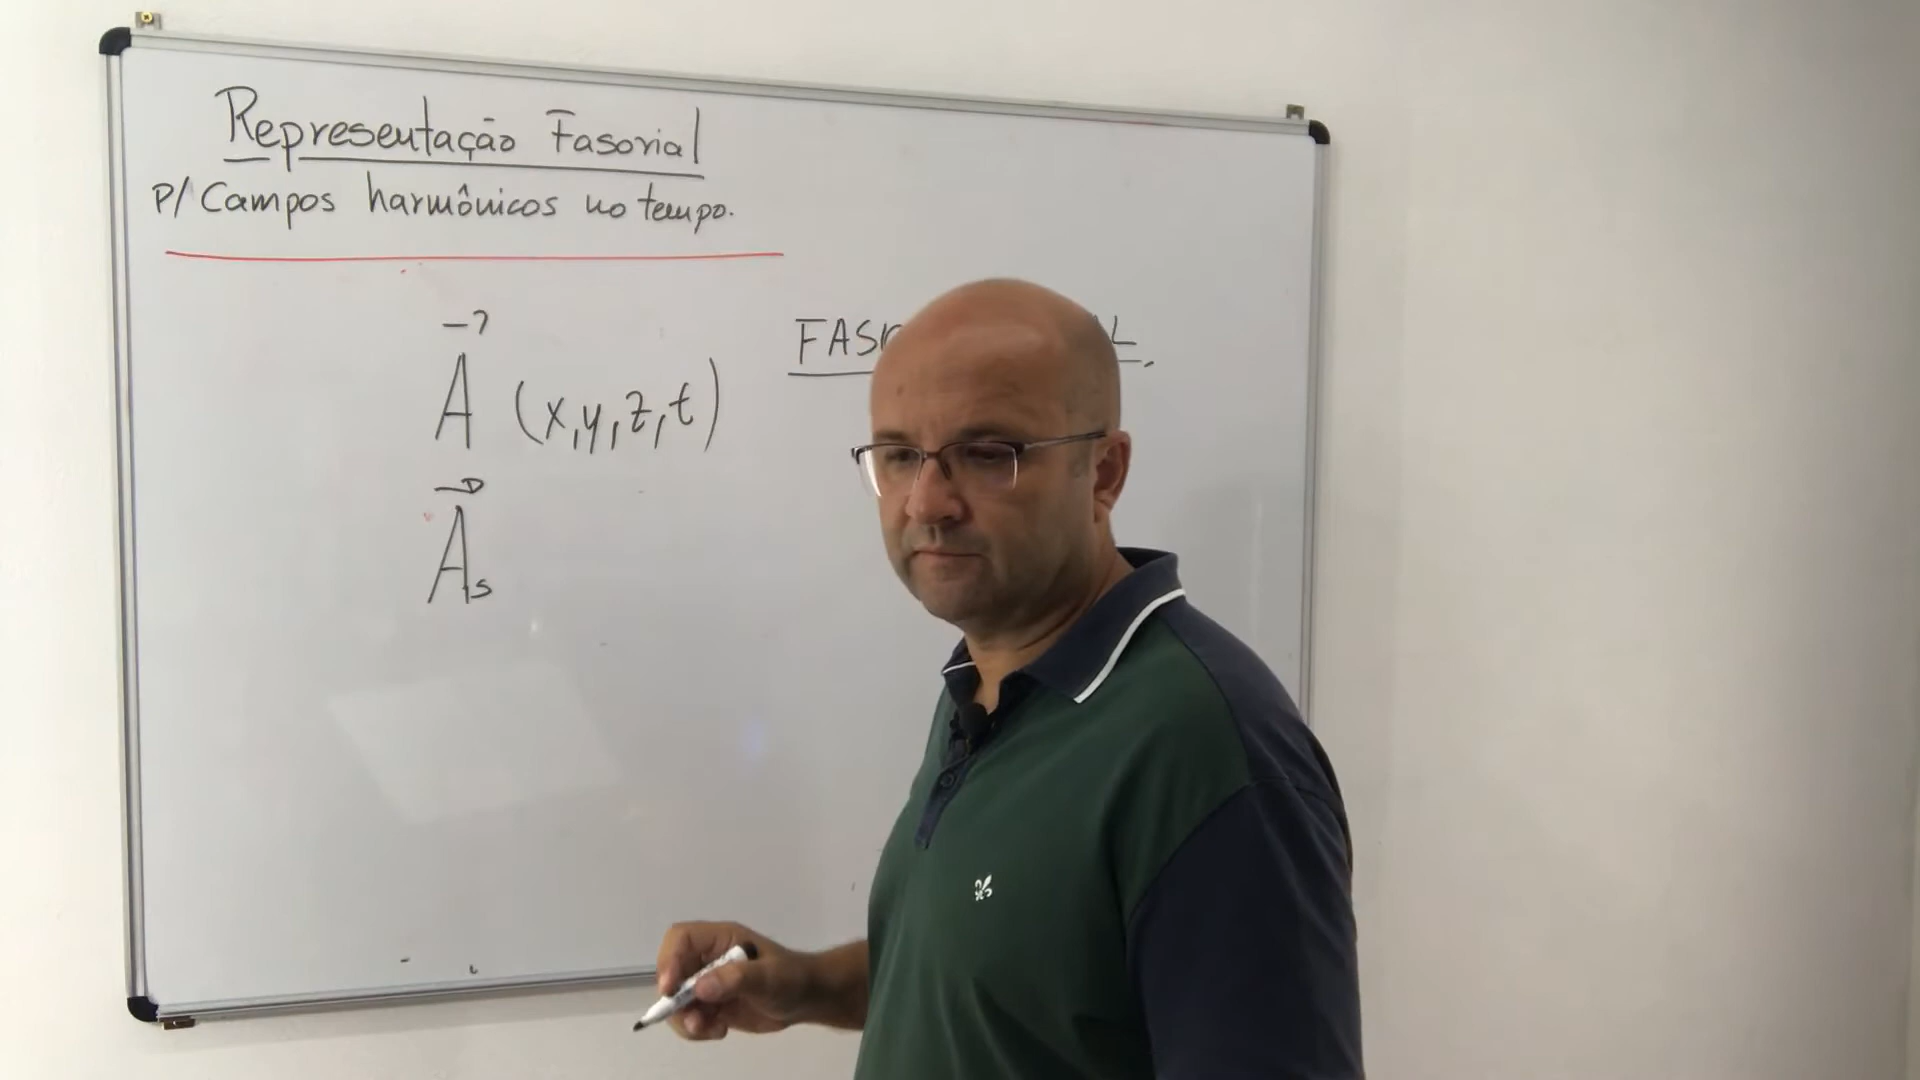 Representação Fasorial
p/ Campos harmônicos no tempo.
A (x,y,z,t)
As